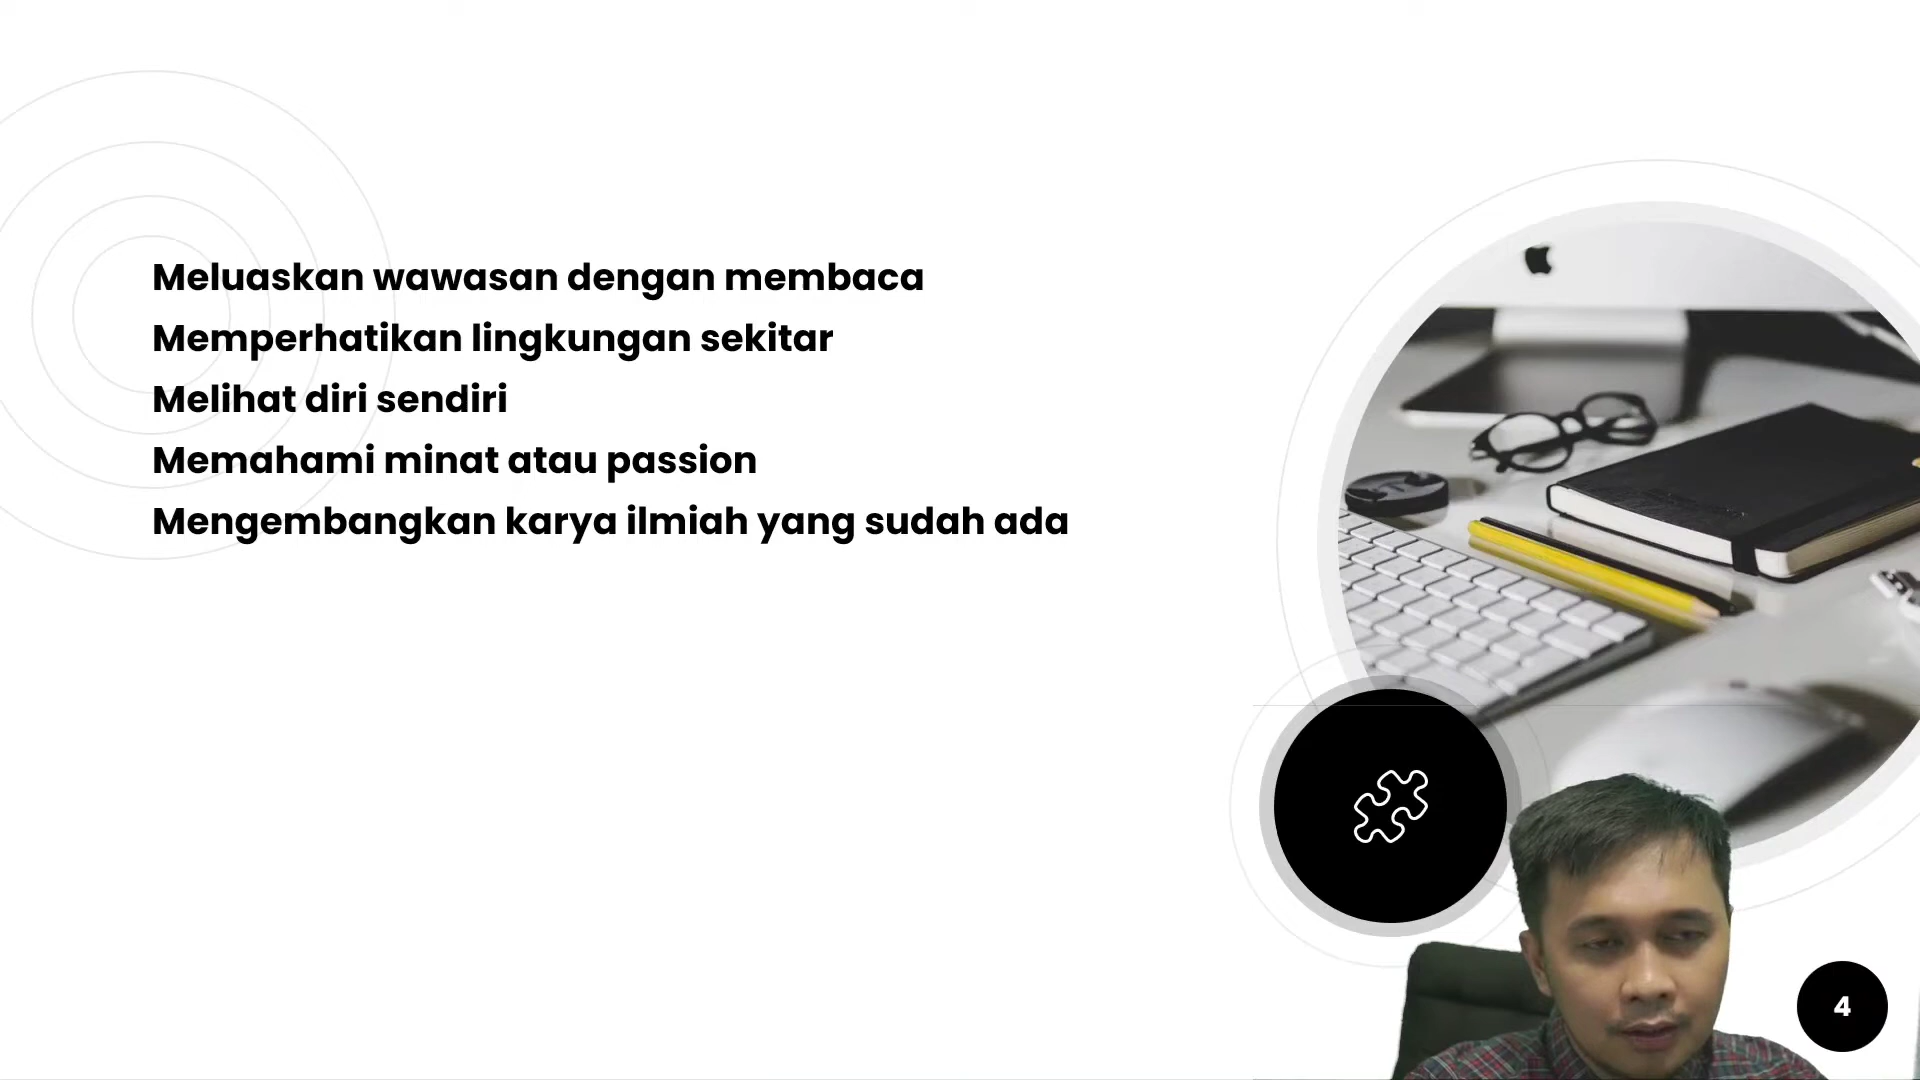 Meluaskan wawasan dengan membaca
Memperhatikan lingkungan sekitar
Melihat diri sendiri
Memahami minat atau passion
Mengembangkan karya ilmiah yang sudah ada
4